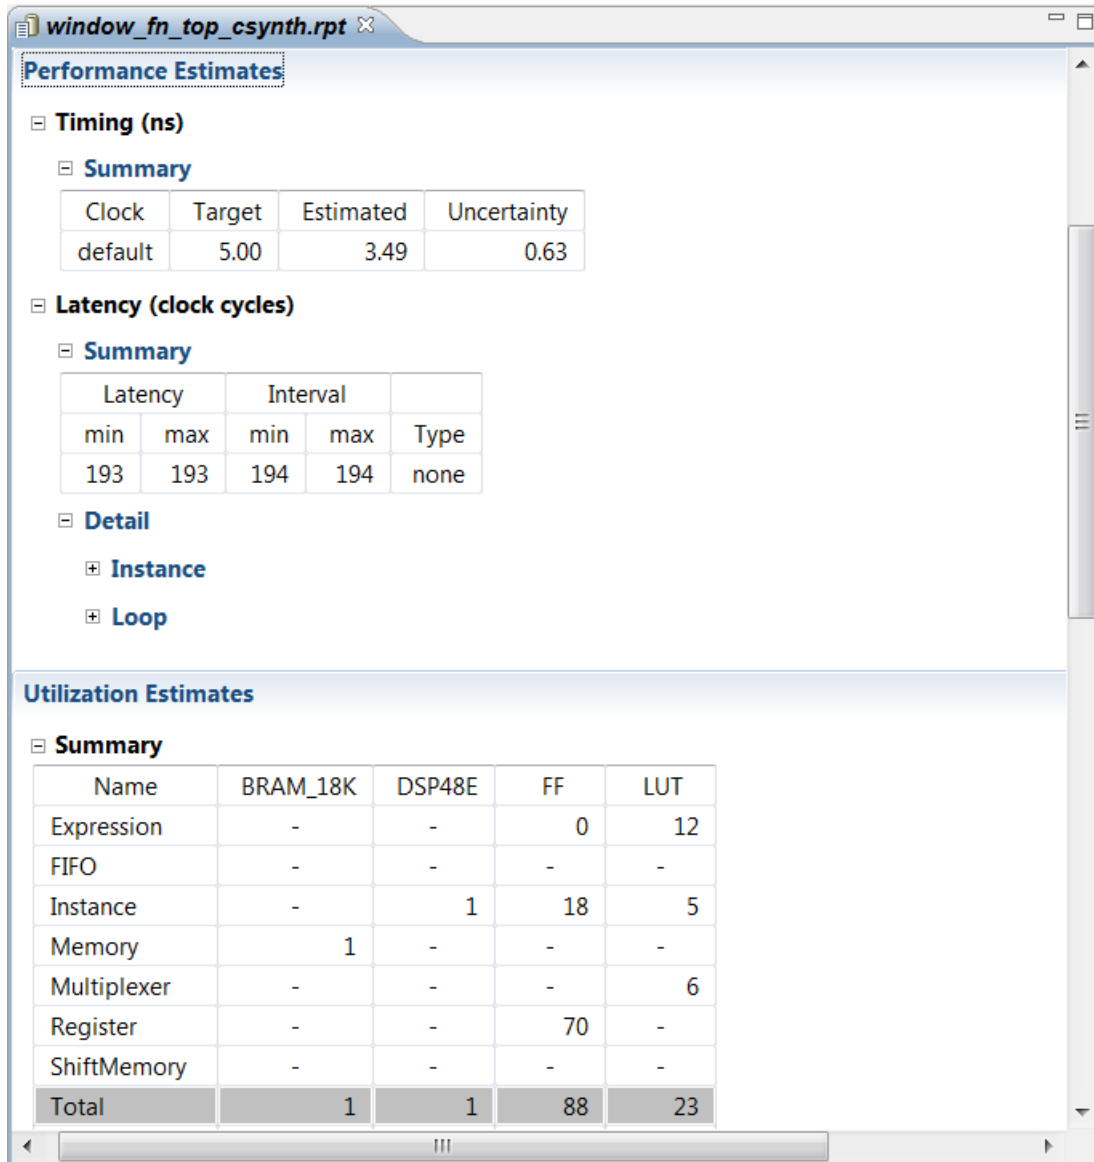 window_fn_top_csynth.rpt
Performance Estimates
Timing (ns)
Summary
Clock Target Estimated Uncertainty
default 5.00 3.49 0.63
Latency (clock cycles)
Summary
Latency Interval
min max min max Type
193 193 194 194 none
Detail
Instance
Loop
Utilization Estimates
Summary
Name BRAM_18K DSP48E FF LUT
Expression - - 0 12
FIFO - - - -
Instance - 1 18 5
Memory 1 - - -
Multiplexer - - - 6
Register - - 70 -
ShiftMemory - - - -
Total 1 1 88 23